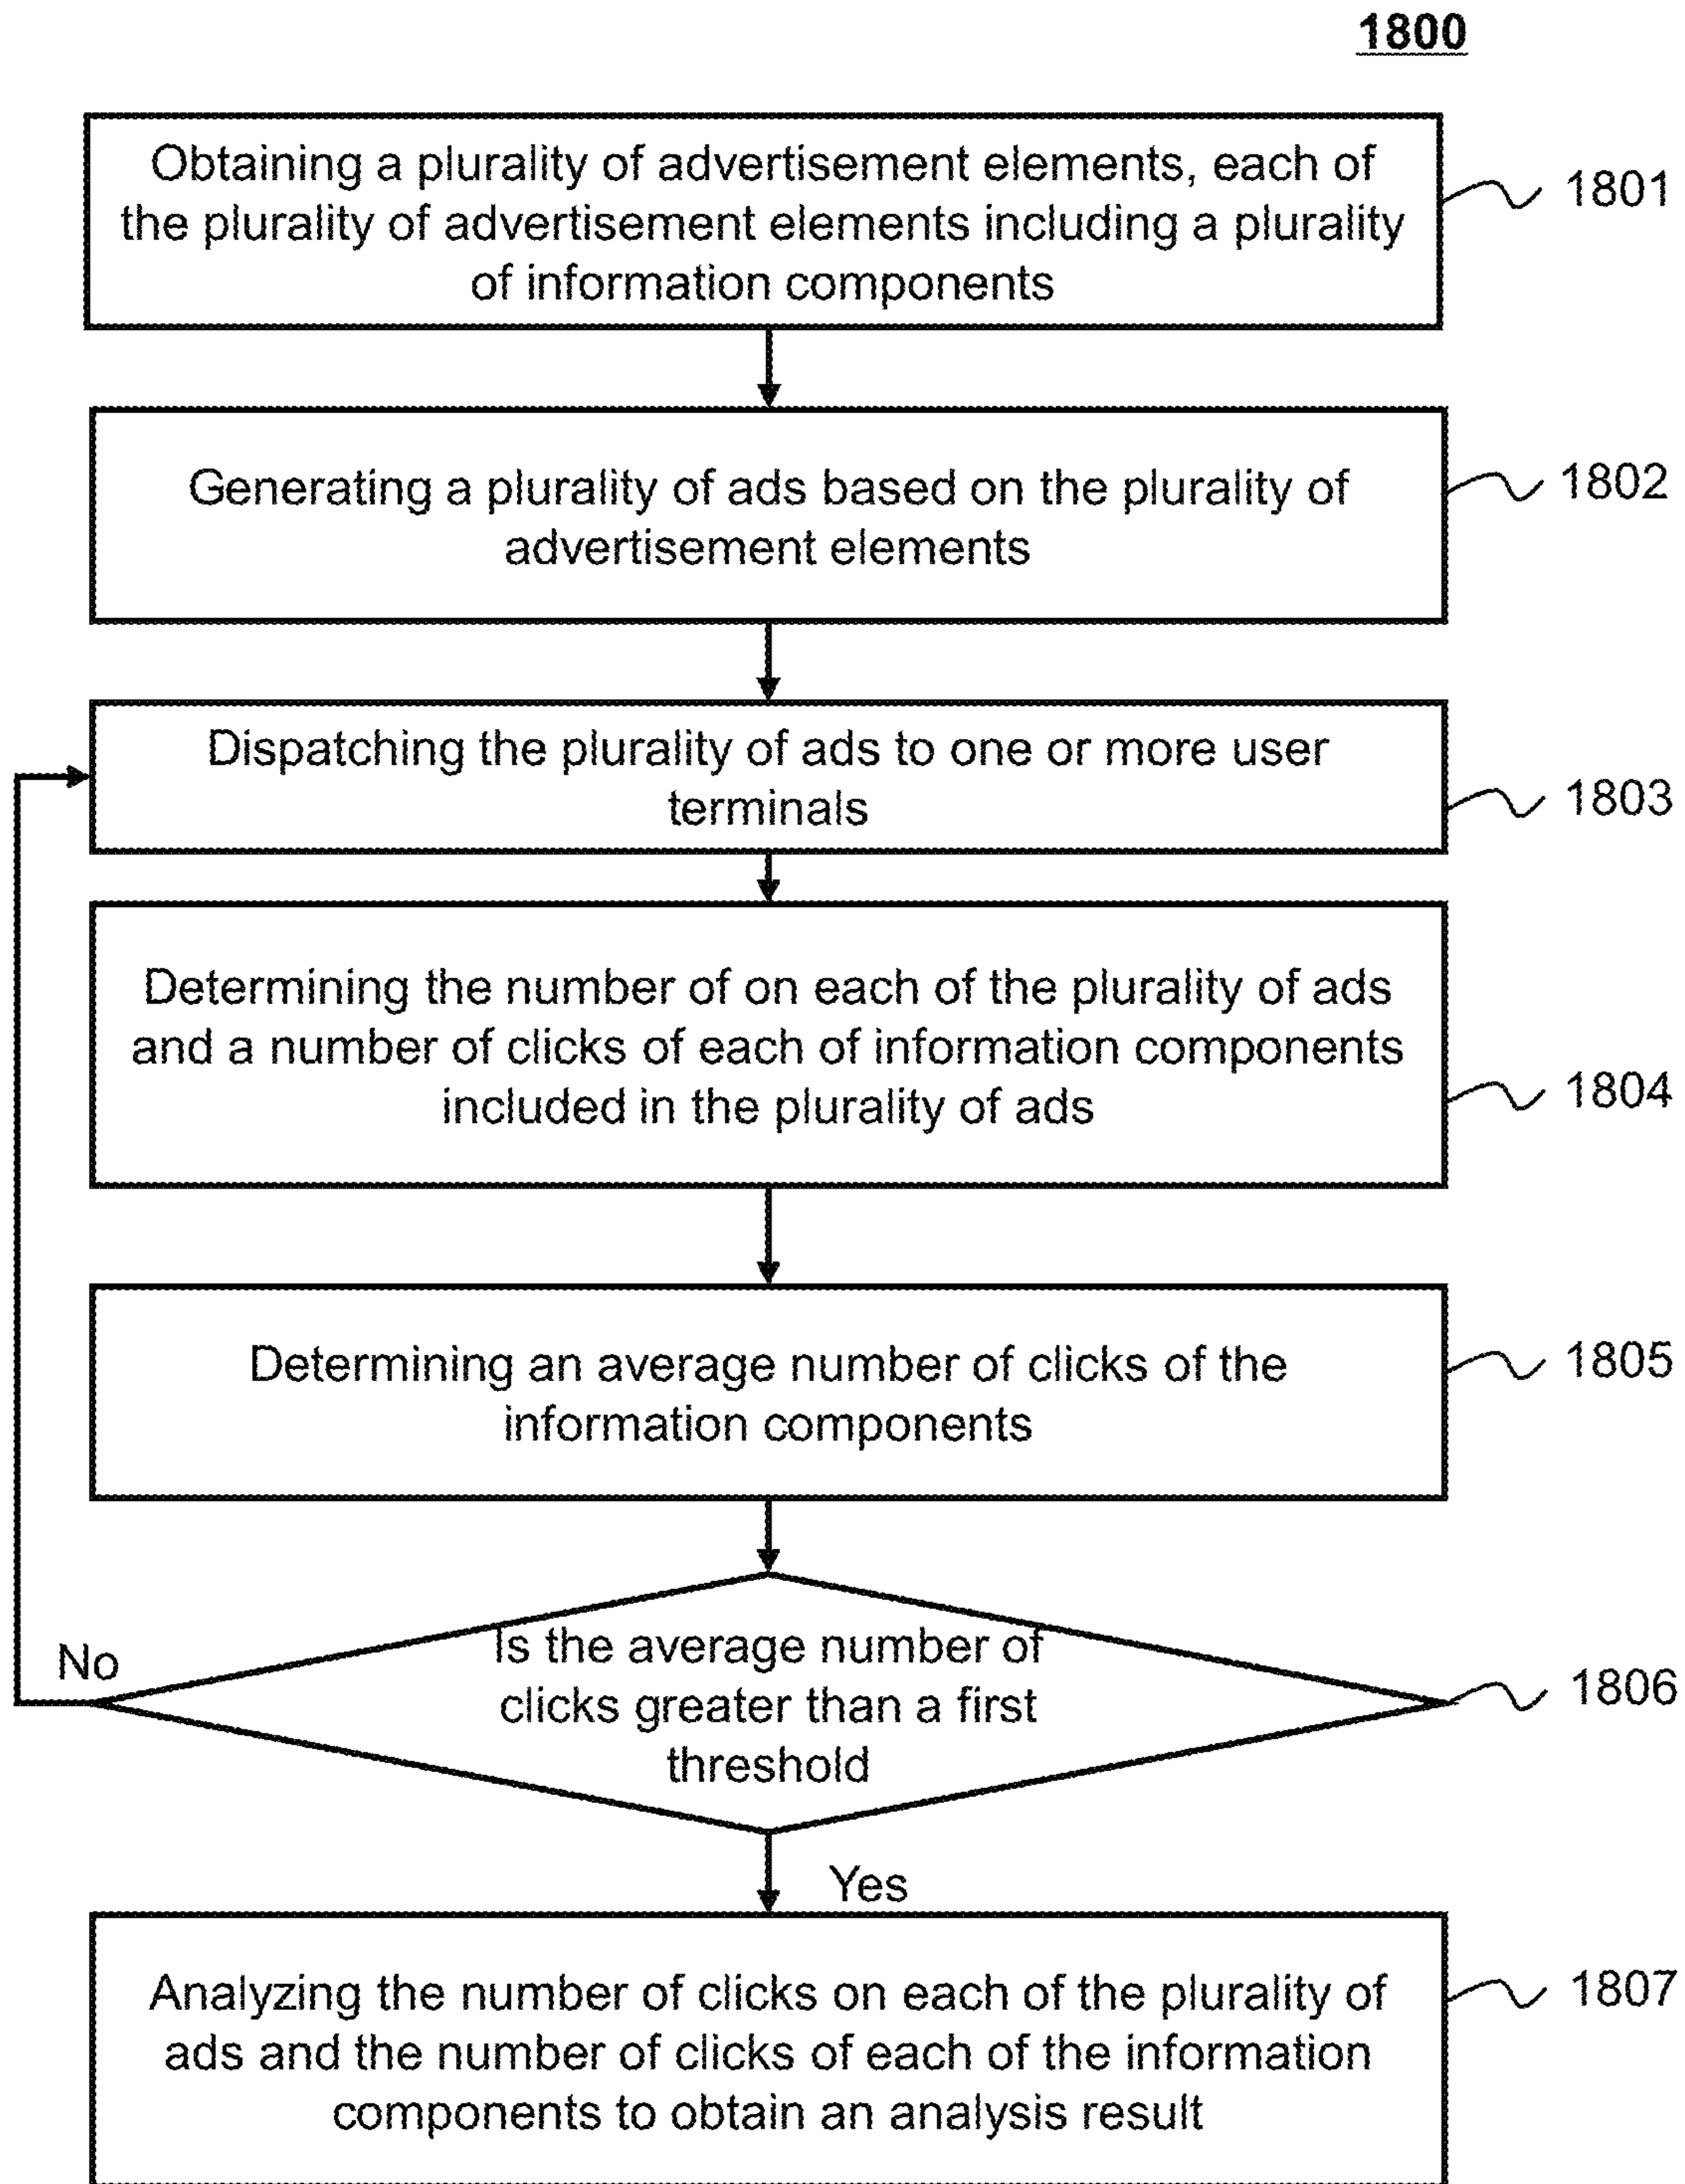 1800
Obtaining a plurality of advertisement elements, each of
the plurality of advertisement elements including a plurality
of information components
1801
Generating a plurality of ads based on the plurality of
advertisement elements
1802
Dispatching the plurality of ads to one or more user
terminals
1803
Determining the number of on each of the plurality of ads
and a number of clicks of each of information components
included in the plurality of ads
1804
Determining an average number of clicks of the
information components
1805
Is the average number of
clicks greater than a first
threshold
1806
No
Yes
Analyzing the number of clicks on each of the plurality of
ads and the number of clicks of each of the information
components to obtain an analysis result
1807